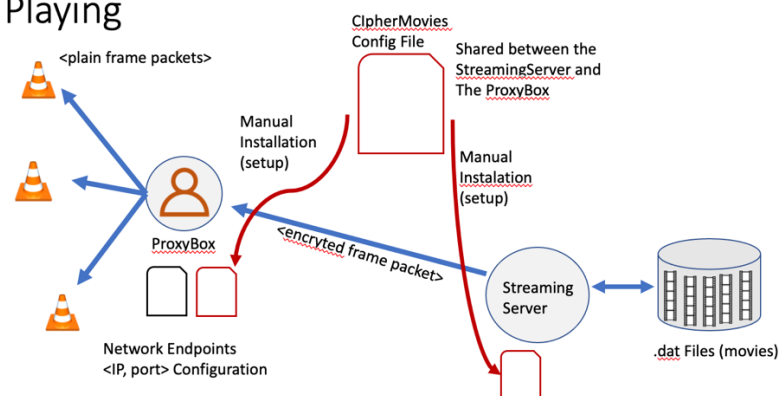 Playing
<plain frame packets>
CIpherMovies
Config File
Shared between the
StreamingServer and
The ProxyBox
Manual
Installation
(setup)
Manual
Instalation
(setup)
ProxyBox
<encryted frame packet>
Streaming
Server
.dat Files (movies)
Network Endpoints
<IP, port> Configuration